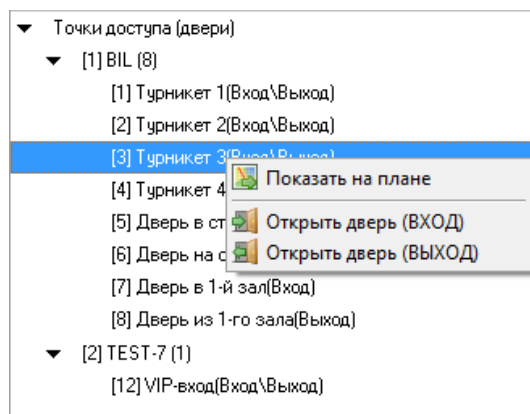 Точки доступа (двери)
[1] BIL (8)
[1] Турникет 1(Вход\Выход)
[2] Турникет 2(Вход\Выход)
[3] Турникет 3(Вход\Выход)
Показать на плане
[4] Турникет 4
[5] Дверь в ст
Открыть дверь (ВХОД)
[6] Дверь на
Открыть дверь (ВЫХОД)
[7] Дверь в 1-й зал(Вход)
[8] Дверь из 1-го зала(Выход)
[2] TEST-7 (1)
[12] VIP-вход(Вход\Выход)